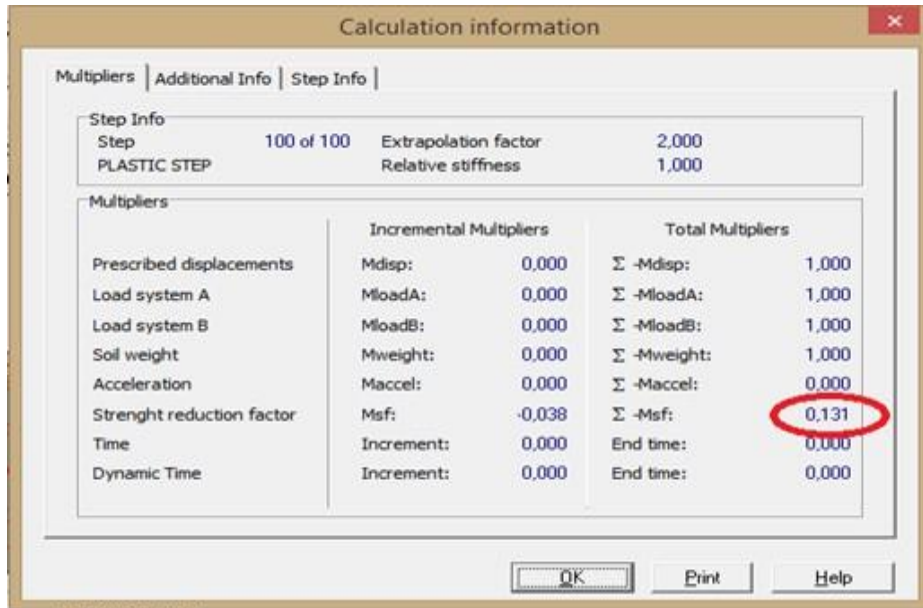 Calculation information
Multipliers Additional Info Step Info
Step Info
Step 100 of 100 Extrapolation factor 2,000
PLASTIC STEP Relative stiffness 1,000
Multipliers
Incremental Multipliers Total Multipliers
Prescribed displacements Mdisp: 0,000 Σ -Mdisp: 1,000
Load system A MloadA: 0,000 Σ -MloadA: 1,000
Load system B MloadB: 0,000 Σ -MloadB: 1,000
Soil weight Mweight: 0,000 Σ -Mweight: 1,000
Acceleration Maccel: 0,000 Σ -Maccel: 0,000
Strenght reduction factor Msf: -0,038 Σ -Msf: 0,131
Time Increment: 0,000 End time: 0,000
Dynamic Time Increment: 0,000 End time: 0,000
OK Print Help